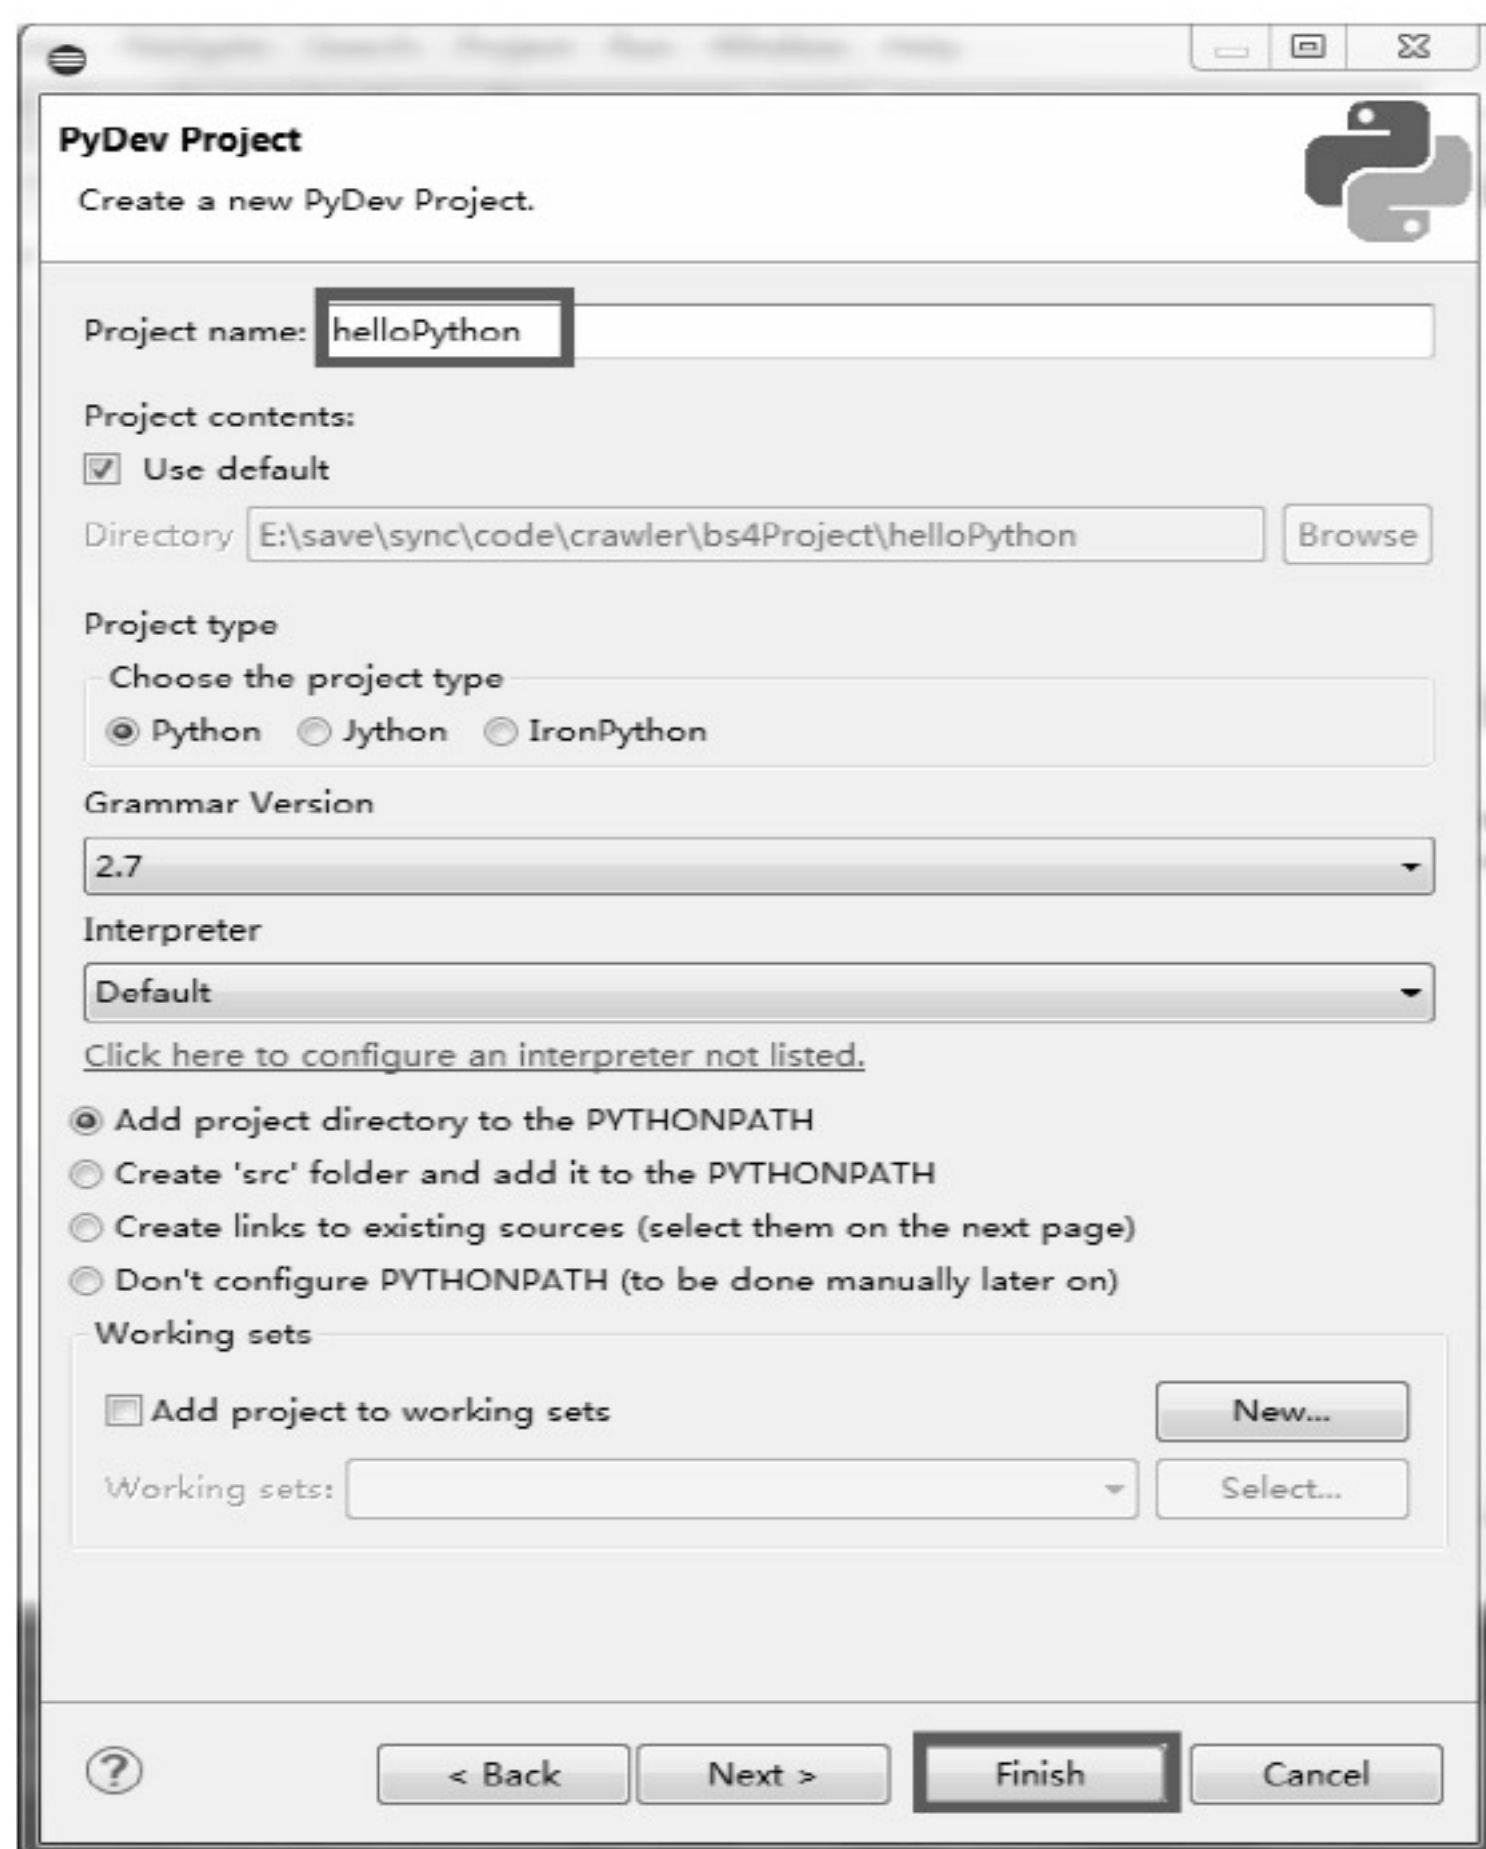 PyDev Project
Create a new PyDev Project.
Project name: helloPython
Project contents:
Use default
Directory E:\save\sync\code\crawler\bs4Project\helloPython Browse
Project type
Choose the project type
Python Jython IronPython
Grammar Version
2.7
Interpreter
Default
Click here to configure an interpreter not listed.
Add project directory to the PYTHONPATH
Create 'src' folder and add it to the PYTHONPATH
Create links to existing sources (select them on the next page)
Don't configure PYTHONPATH (to be done manually later on)
Working sets
Add project to working sets New...
Working sets: Select...
? < Back Next > Finish Cancel